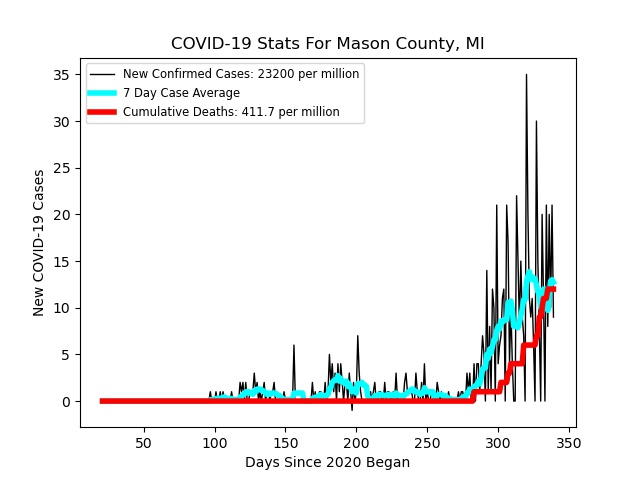 COVID-19 Stats For Mason County, MI
New Confirmed Cases: 23200 per million
7 Day Case Average
Cumulative Deaths: 411.7 per million
New COVID-19 Cases
35
30
25
20
15
10
5
0
50 100 150 200 250 300 350
Days Since 2020 Began